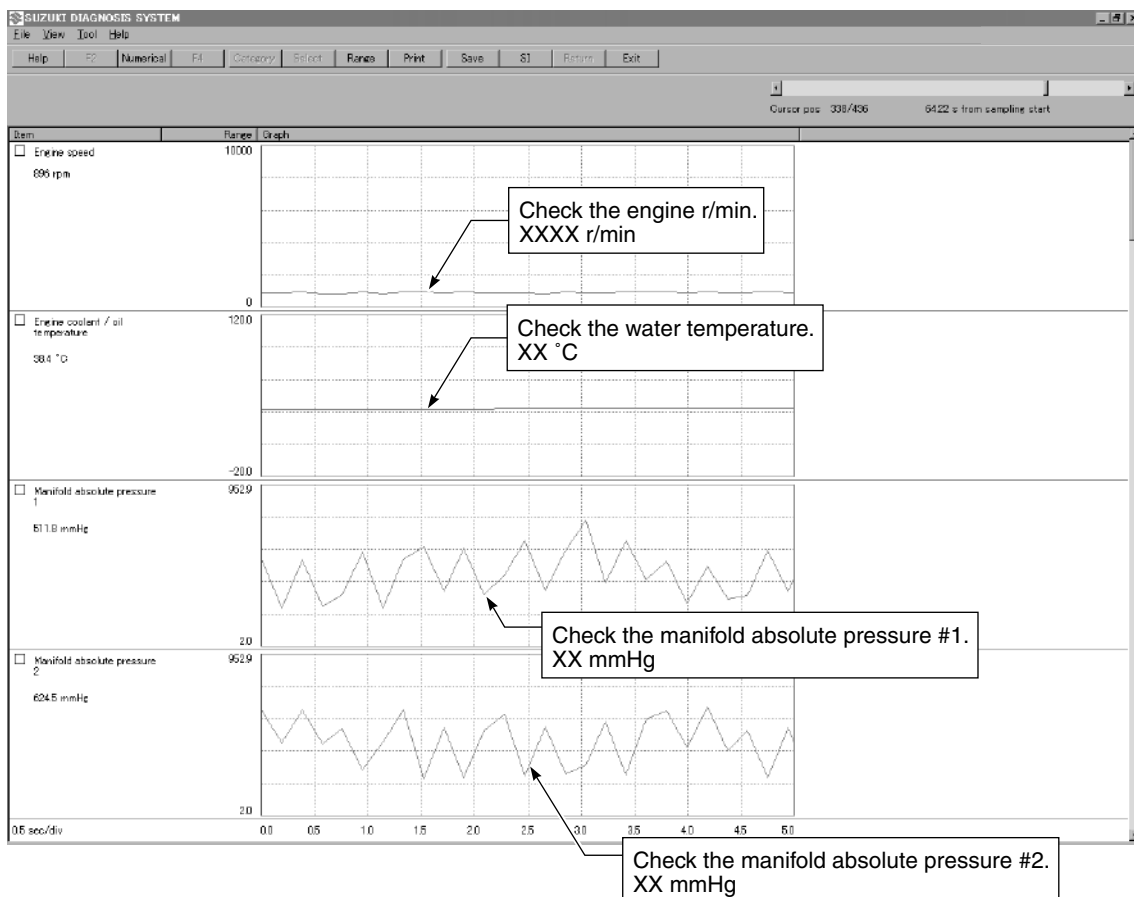 SUZUKI DIAGNOSIS SYSTEM
File View Tool Help
Help F2 Numerical F4 Category Select Range Print Save SI Return Exit
Cursor pos 338/436 64.22 s from sampling start
Item Range Graph
Engine speed 10000
896 rpm
Check the engine r/min.
XXXX r/min
0
Engine coolent / oil 120.0
temperature
Check the water temperature.
XX °C
38.4 °C
-20.0
Manifold absolute pressure 952.9
1
511.8 mmHg
Check the manifold absolute pressure #1.
XX mmHg
2.0
Manifold absolute pressure 952.9
2
624.5 mmHg
2.0
0.5 sec/div 0.0 0.5 1.0 1.5 2.0 2.5 3.0 3.5 4.0 4.5 5.0
Check the manifold absolute pressure #2.
XX mmHg